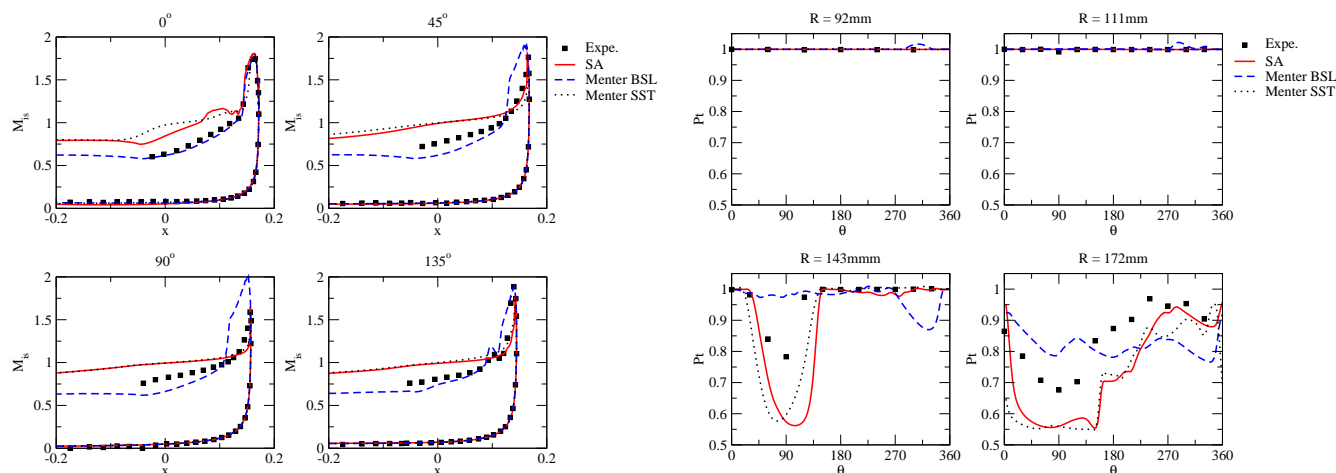 0°
2
1.5
1
0.5
0
M_is
-0.2 0 0.2
x
45°
2
1.5
1
0.5
0
M_is
-0.2 0 0.2
x
Expe.
SA
Menter BSL
Menter SST
90°
2
1.5
1
0.5
0
M_is
-0.2 0 0.2
x
135°
2
1.5
1
0.5
0
M_is
-0.2 0 0.2
x
R = 92mm
1
0.9
0.8
0.7
0.6
0.5
Pt
0 90 180 270 360
θ
R = 111mm
1
0.9
0.8
0.7
0.6
0.5
Pt
0 90 180 270 360
θ
Expe.
SA
Menter BSL
Menter SST
R = 143mmm
1
0.9
0.8
0.7
0.6
0.5
Pt
0 90 180 270 360
θ
R = 172mm
1
0.9
0.8
0.7
0.6
0.5
Pt
0 90 180 270 360
θ